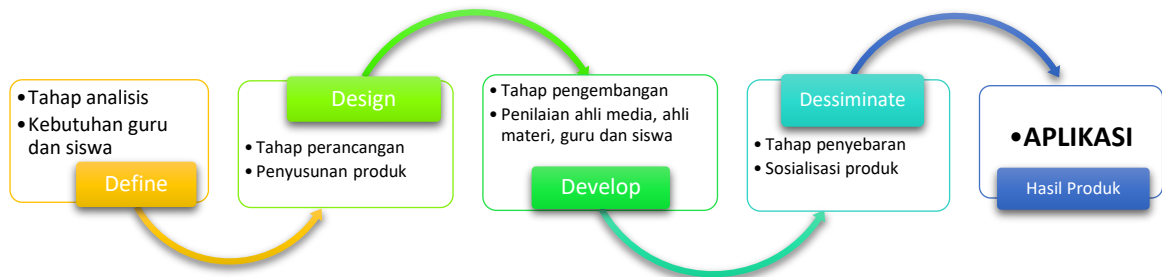 •Tahap analisis
•Kebutuhan guru
dan siswa
Define
Design
•Tahap perancangan
•Penyusunan produk
•Tahap pengembangan
•Penilaian ahli media, ahli
materi, guru dan siswa
Develop
Dessiminate
•Tahap penyebaran
•Sosialisasi produk
•APLIKASI
Hasil Produk